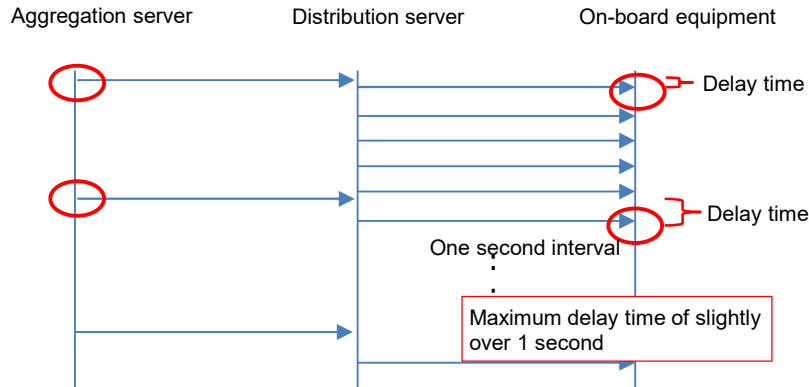 Aggregation server
Distribution server
On-board equipment
Delay time
Delay time
One second interval
Maximum delay time of slightly
over 1 second